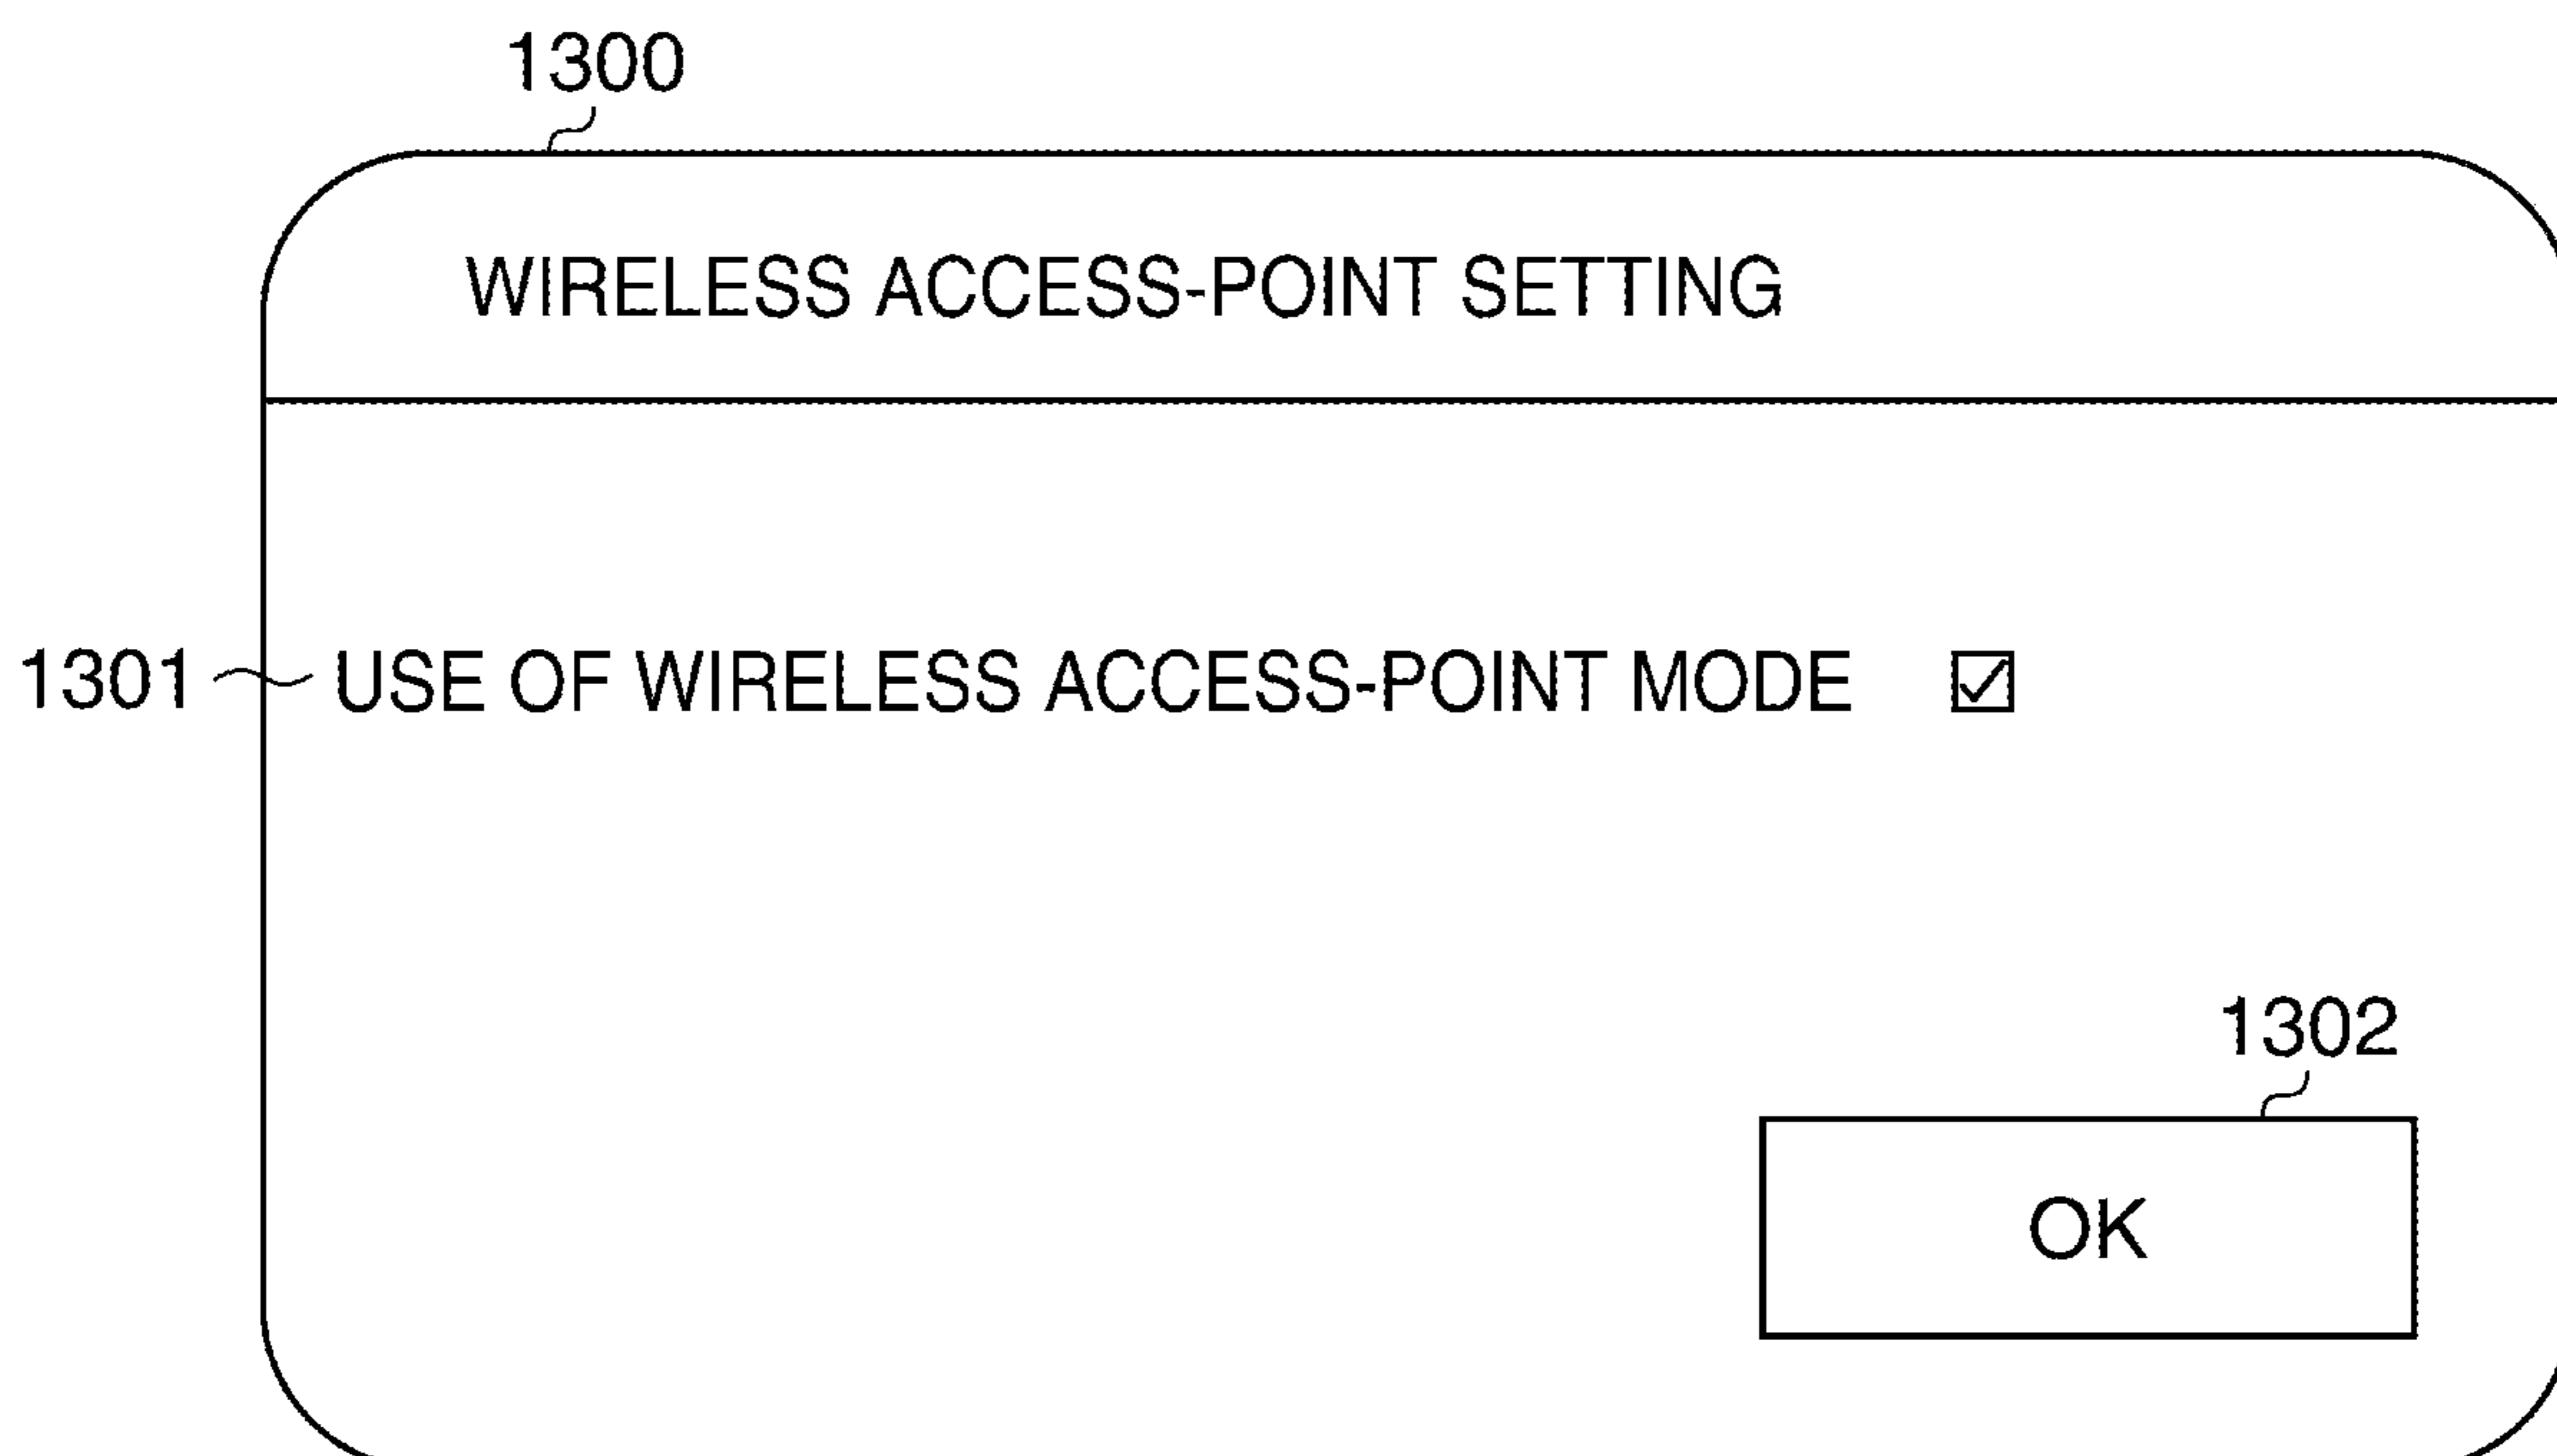 1300
WIRELESS ACCESS-POINT SETTING
1301 USE OF WIRELESS ACCESS-POINT MODE ☑
1302
OK